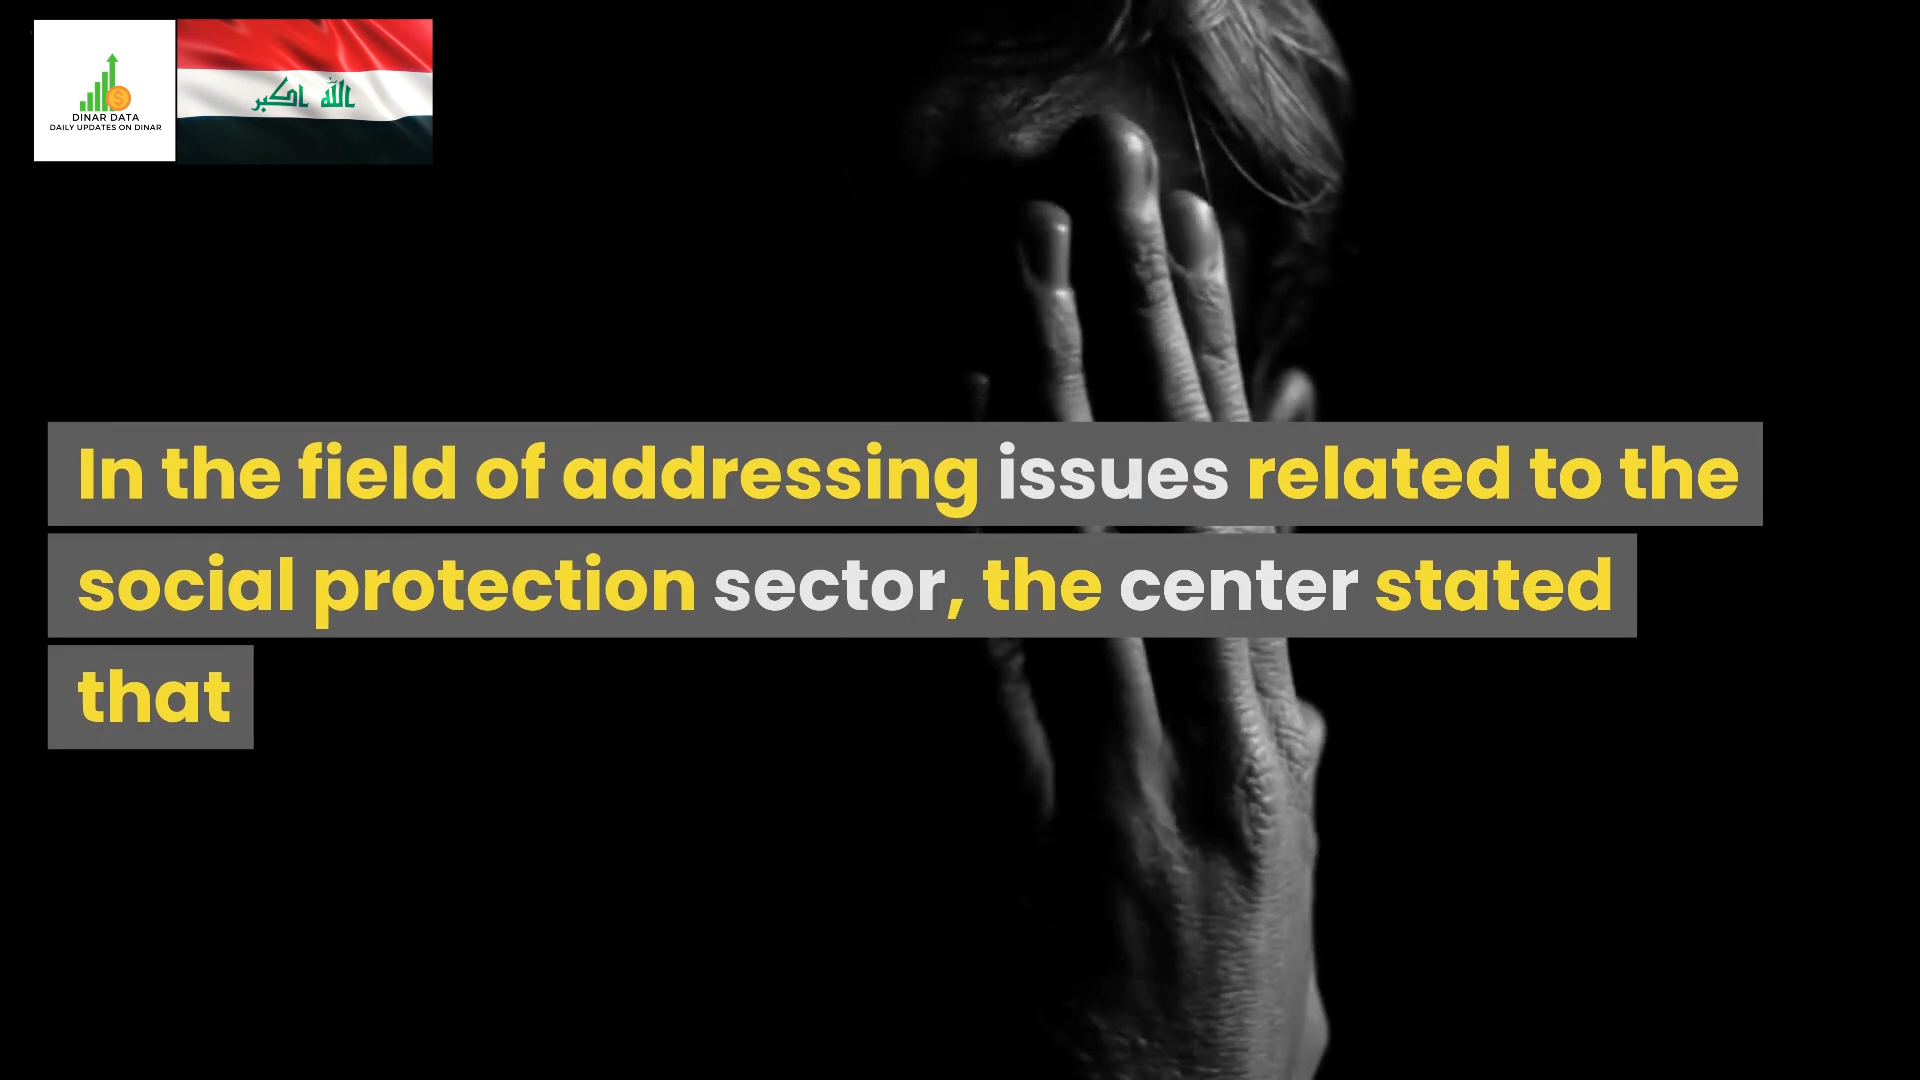 DINAR DATA
DAILY UPDATES ON DINAR
الله اكبر
In the field of addressing issues related to the
social protection sector, the center stated
that